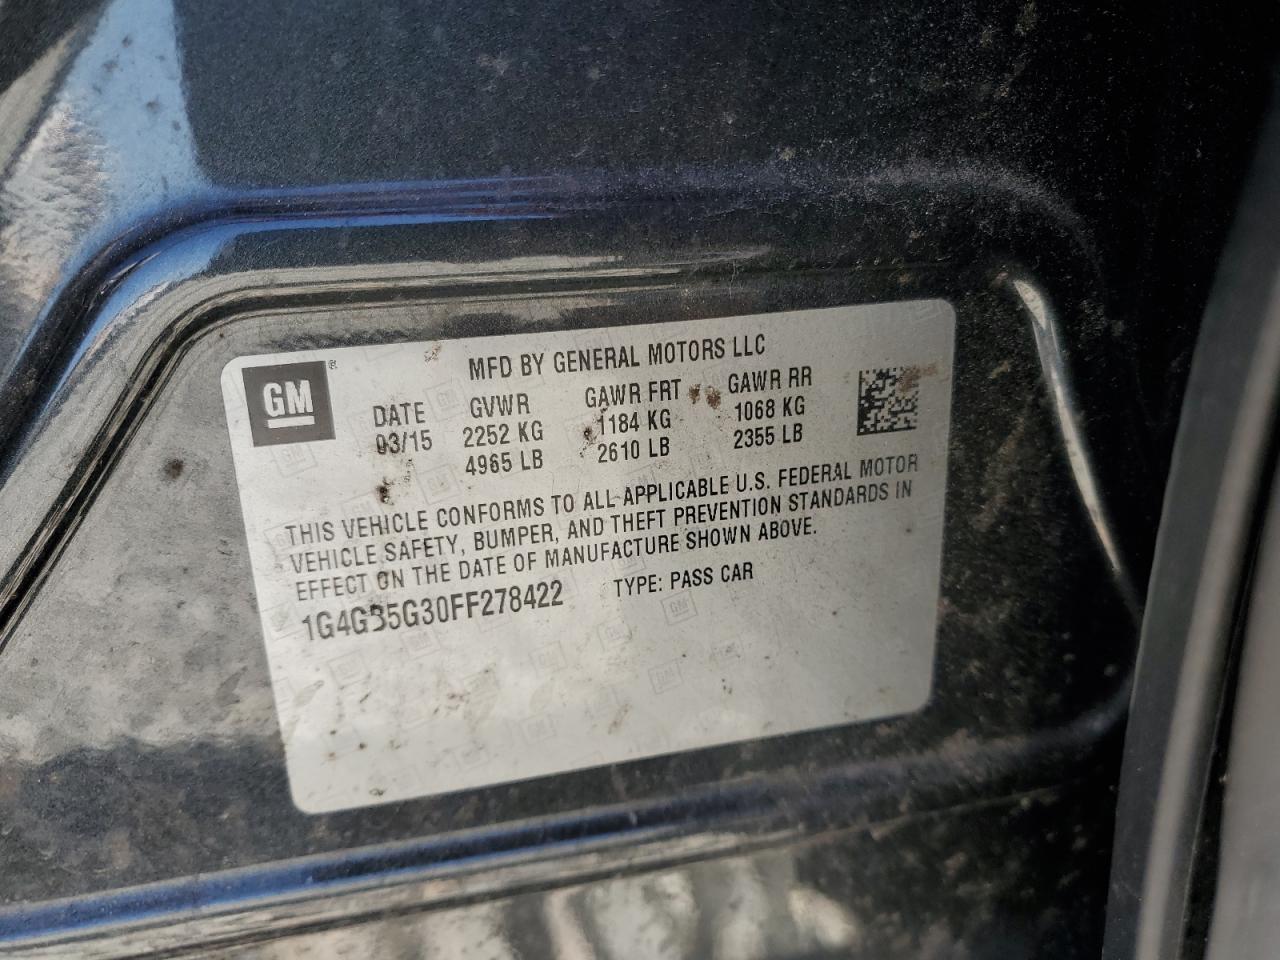 GM ®
MFD BY GENERAL MOTORS LLC
DATE GVWR GAWR FRT GAWR RR
03/15 2252 KG 1184 KG 1068 KG
4965 LB 2610 LB 2355 LB
THIS VEHICLE CONFORMS TO ALL APPLICABLE U.S. FEDERAL MOTOR
VEHICLE SAFETY, BUMPER, AND THEFT PREVENTION STANDARDS IN
EFFECT ON THE DATE OF MANUFACTURE SHOWN ABOVE.
1G4GB5G30FF278422 TYPE: PASS CAR